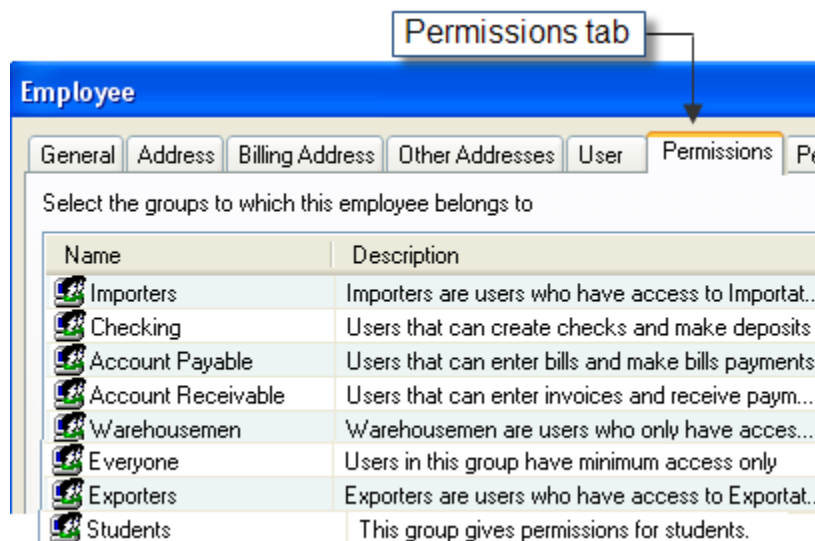 Permissions tab
Employee
General Address Billing Address Other Addresses User Permissions Pe
Select the groups to which this employee belongs to
Name Description
Importers Importers are users who have access to Importat..
Checking Users that can create checks and make deposits
Account Payable Users that can enter bills and make bills payments
Account Receivable Users that can enter invoices and receive paym...
Warehousemen Warehousemen are users who only have acces...
Everyone Users in this group have minimum access only
Exporters Exporters are users who have access to Exportat..
Students This group gives permissions for students.